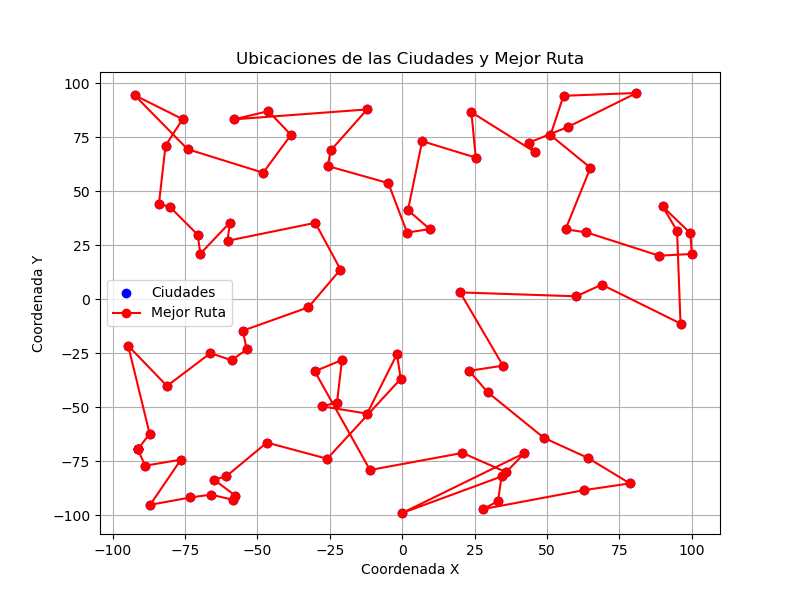 Ubicaciones de las Ciudades y Mejor Ruta
100
75
50
25
0
−25
−50
−75
−100
Coordenada Y
Ciudades
Mejor Ruta
−100 −75 −50 −25 0 25 50 75 100
Coordenada X